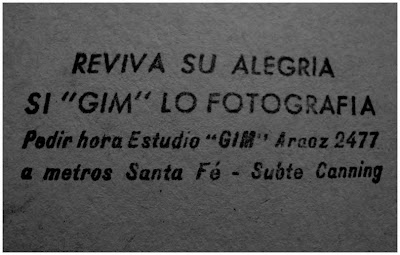 REVIVA SU ALEGRIA
SI "GIM" LO FOTOGRAFIA
Pedir hora Estudio "GIM" Araoz 2477
a metros Santa Fé - Subte Canning